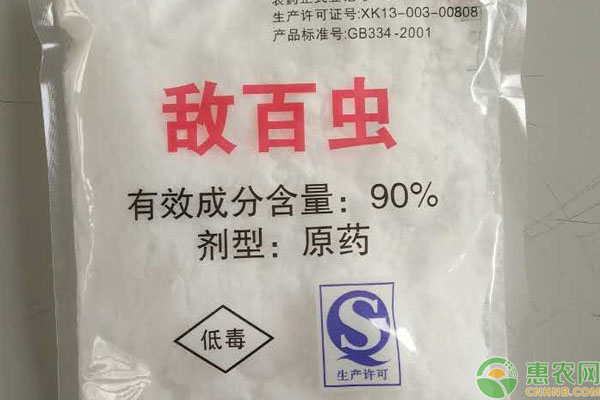 生产许可证号:XK13-003-00808
产品标准号:GB334-2001
敌百虫
有效成分含量:90%
剂型:原药
低毒
生产许可
惠农网
CNHNB.COM